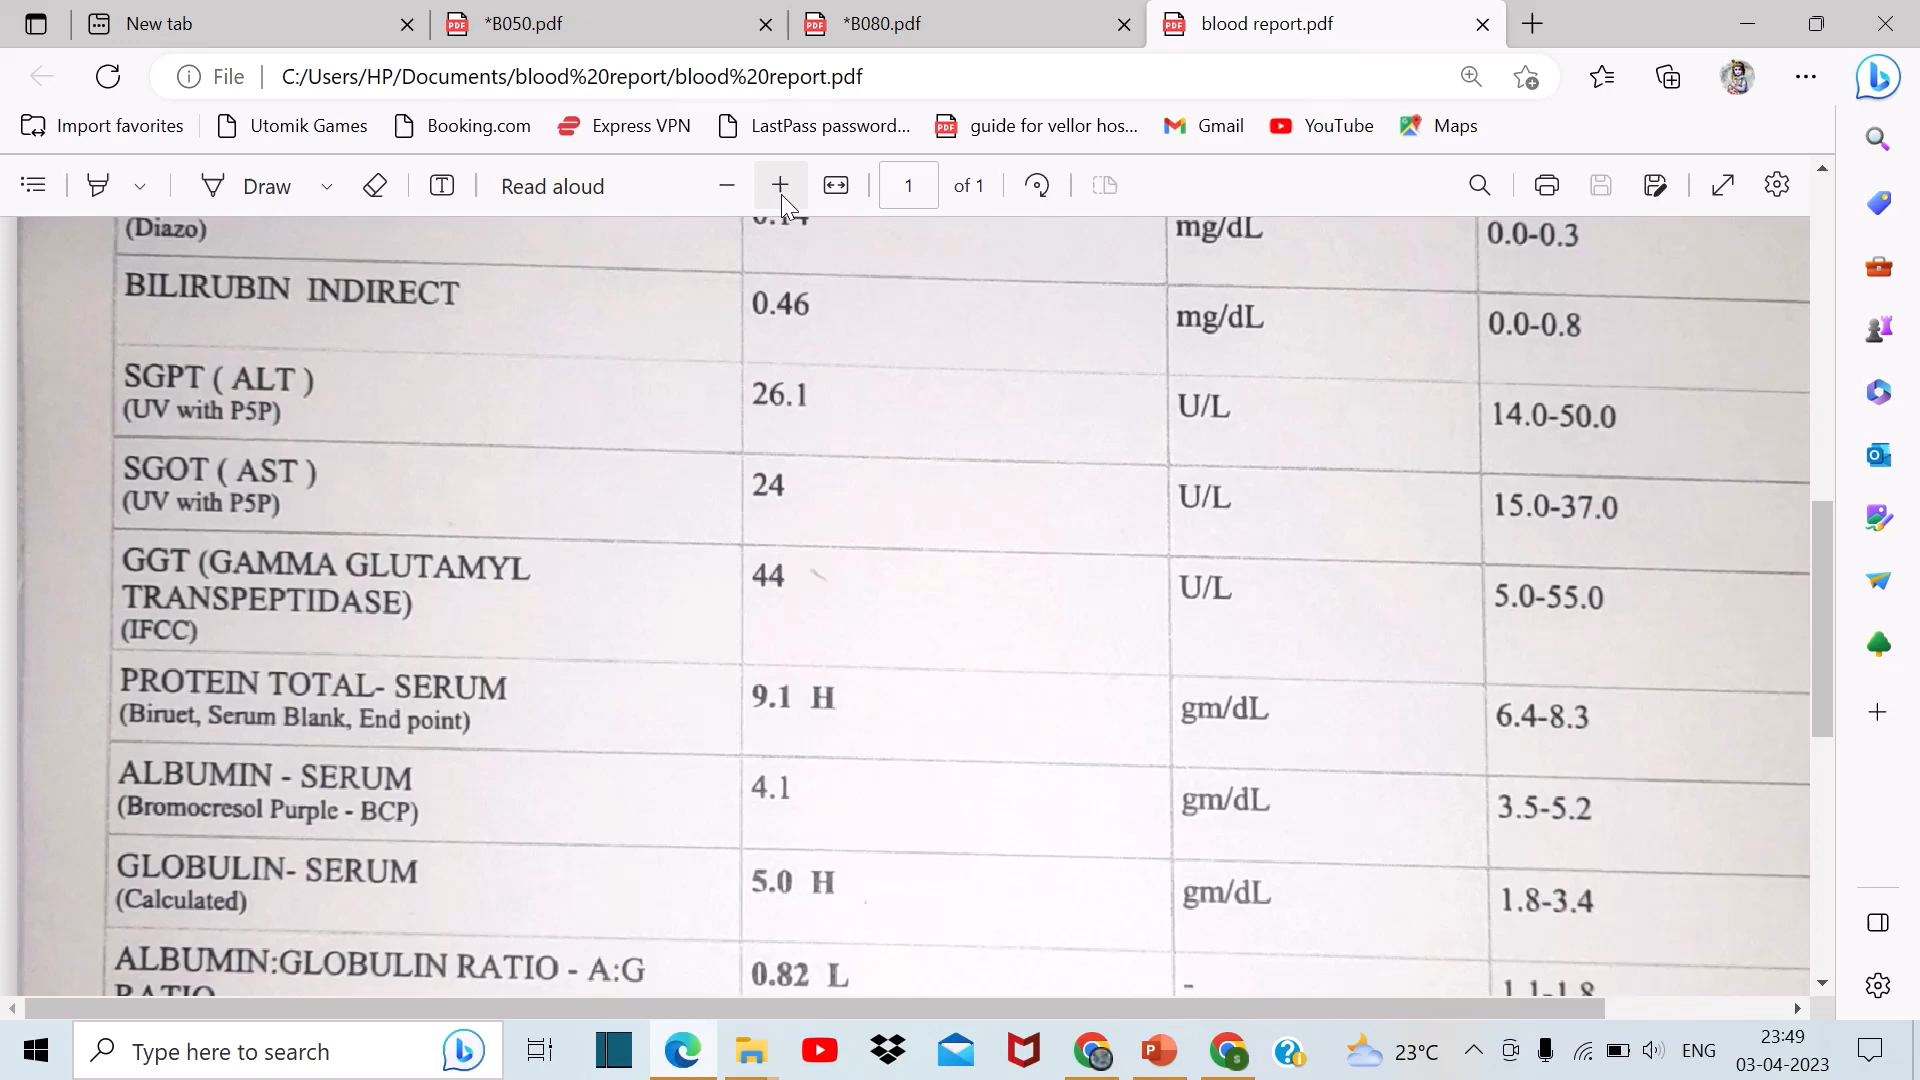 New tab
*B050.pdf
*B080.pdf
blood report.pdf
File
C:/Users/HP/Documents/blood%20report/blood%20report.pdf
Import favorites
Utomik Games
Booking.com
Express VPN
LastPass password...
guide for vellor hos...
Gmail
YouTube
Maps
Draw
Read aloud
1
of 1
(Diazo) 0.14 mg/dL 0.0-0.3
BILIRUBIN INDIRECT 0.46 mg/dL 0.0-0.8
SGPT ( ALT ) 26.1 U/L 14.0-50.0
(UV with P5P)
SGOT ( AST ) 24 U/L 15.0-37.0
(UV with P5P)
GGT (GAMMA GLUTAMYL 44 U/L 5.0-55.0
TRANSPEPTIDASE)
(IFCC)
PROTEIN TOTAL- SERUM 9.1 H gm/dL 6.4-8.3
(Biruet, Serum Blank, End point)
ALBUMIN - SERUM 4.1 gm/dL 3.5-5.2
(Bromocresol Purple - BCP)
GLOBULIN- SERUM 5.0 H gm/dL 1.8-3.4
(Calculated)
ALBUMIN:GLOBULIN RATIO - A:G 0.82 L - 1.1-1.8
RATIO
Type here to search
23°C
ENG
23:49
03-04-2023